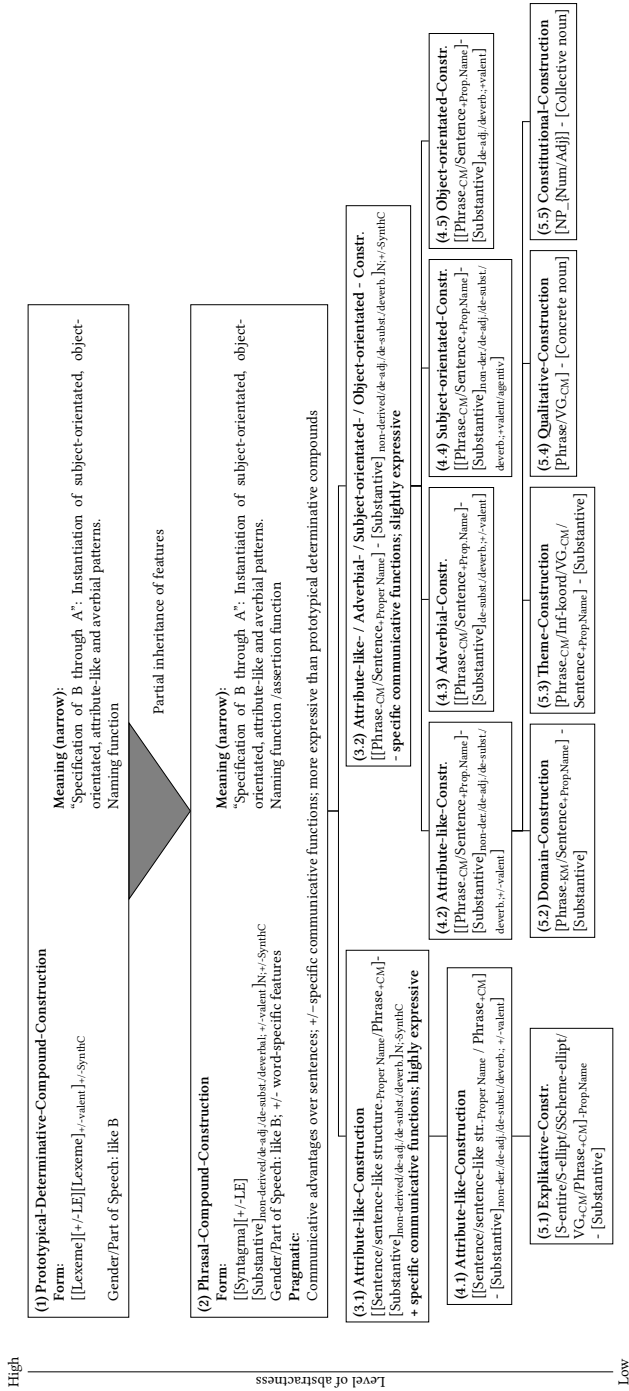 High
Level of abstractness
Low
(1) Prototypical-Determinative-Compound-Construction
Form:
[[Lexeme][+/-LE][Lexeme]+/-valent]+/-SynthC
Gender/Part of Speech: like B
Meaning (narrow):
“Specification of B through A”: Instantiation of subject-orientated, object-
orientated, attribute-like and averbial patterns.
Naming function
Partial inheritance of features
(2) Phrasal-Compound-Construction
Form:
[[Syntagma][+/-LE]
[Substantive]non-derived/de-adj./de-subst./deverbal; +/-valent]N;+/-SynthC
Gender/Part of Speech: like B; +/- word-specific features
Meaning (narrow):
“Specification of B through A”: Instantiation of subject-orientated, object-
orientated, attribute-like and averbial patterns.
Naming function /assertion function
Pragmatic:
Communicative advantages over sentences; +/– specific communicative functions; more expressive than prototypical determinative compounds
(3.1) Attribute-like-Construction
[[Sentence/sentence-like structure-Proper Name/Phrase+CM]-
[Substantive]non-derived/de-adj./de-subst./deverb.]N;-SynthC
+ specific communicative functions; highly expressive
(3.2) Attribute-like- / Adverbial- / Subject-orientated- / Object-orientated - Constr.
[[Phrase-CM/Sentence+Proper Name] - [Substantive] non-derived/de-adj./de-subst./deverb.]N;+/-SynthC
- specific communicative functions; slightly expressive
(4.1) Attribute-like-Construction
[[Sentence/sentence-like str.-Proper Name / Phrase+CM]
- [Substantive]non-der./de-adj./de-subst./deverb.; +/-valent]
(4.2) Attribute-like-Constr.
[[Phrase-CM/Sentence+Prop.Name]-
[Substantive]non-der./de-adj./de-subst./
deverb.;+/-valent]
(4.3) Adverbial-Constr.
[[Phrase-CM/Sentence+Prop.Name]-
[Substantive]de-subst./deverb.;+/-valent]
(4.4) Subject-orientated-Constr.
[[Phrase-CM/Sentence+Prop.Name]-
[Substantive]non-der./de-adj./de-subst./
deverb.;+valent/agentiv]
(4.5) Object-orientated-Constr.
[[Phrase-CM/Sentence+Prop.Name]-
[Substantive]de-adj./deverb.;+valent]
(5.1) Explikative-Constr.
[S-entire/S-ellipt/SScheme-ellipt/
VG+CM/Phrase+CM]-Prop.Name
- [Substantive]
(5.2) Domain-Construction
[Phrase-KM/Sentence+Prop.Name] -
[Substantive]
(5.3) Theme-Construction
[Phrase-CM/Inf-koord/VG-CM/
Sentence+Prop.Name] - [Substantive]
(5.4) Qualitative-Construction
[Phrase/VG-CM] - [Concrete noun]
(5.5) Constitutional-Construction
[NP_{Num/Adj}] - [Collective noun]